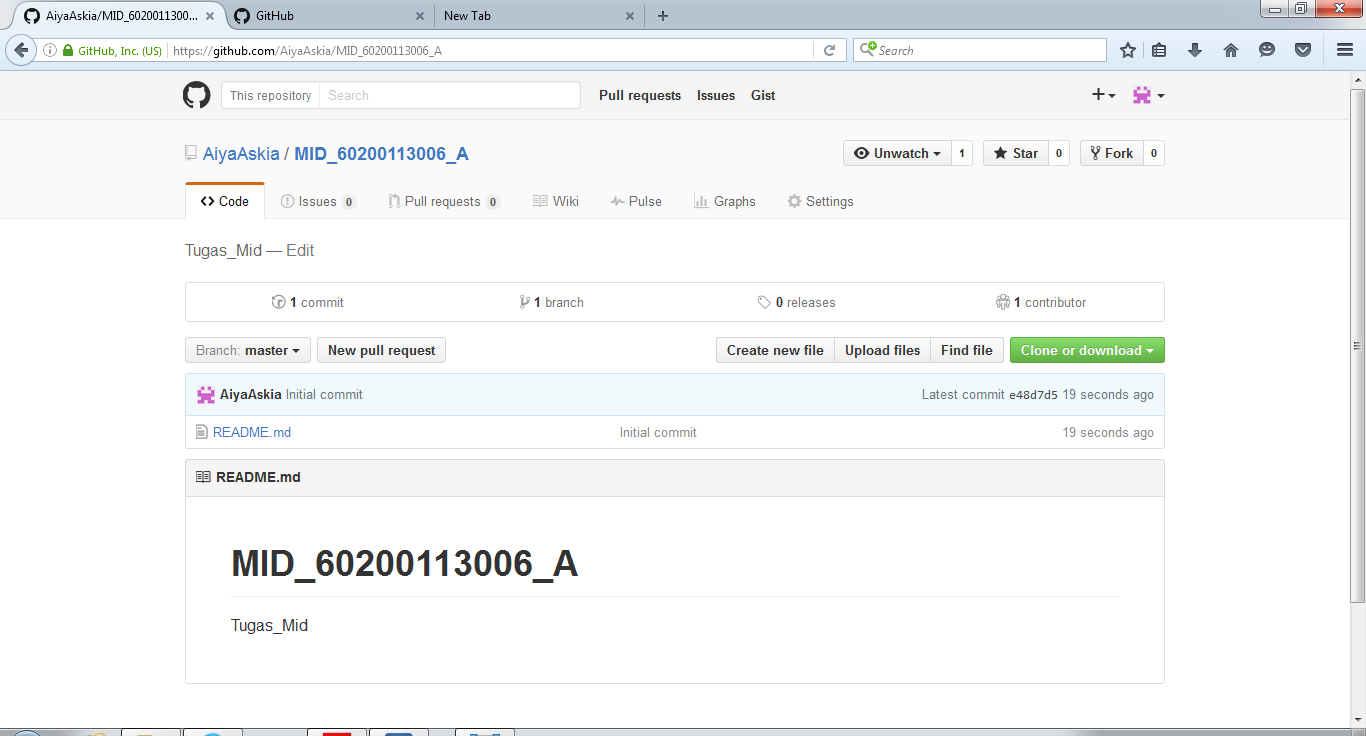 AiyaAskia/MID_6020011300... GitHub New Tab
GitHub, Inc. (US) https://github.com/AiyaAskia/MID_60200113006_A Search
This repository Search Pull requests Issues Gist
AiyaAskia / MID_60200113006_A Unwatch 1 Star 0 Fork 0
Code Issues 0 Pull requests 0 Wiki Pulse Graphs Settings
Tugas_Mid — Edit
1 commit 1 branch 0 releases 1 contributor
Branch: master New pull request Create new file Upload files Find file Clone or download
AiyaAskia Initial commit Latest commit e48d7d5 19 seconds ago
README.md Initial commit 19 seconds ago
README.md
MID_60200113006_A
Tugas_Mid